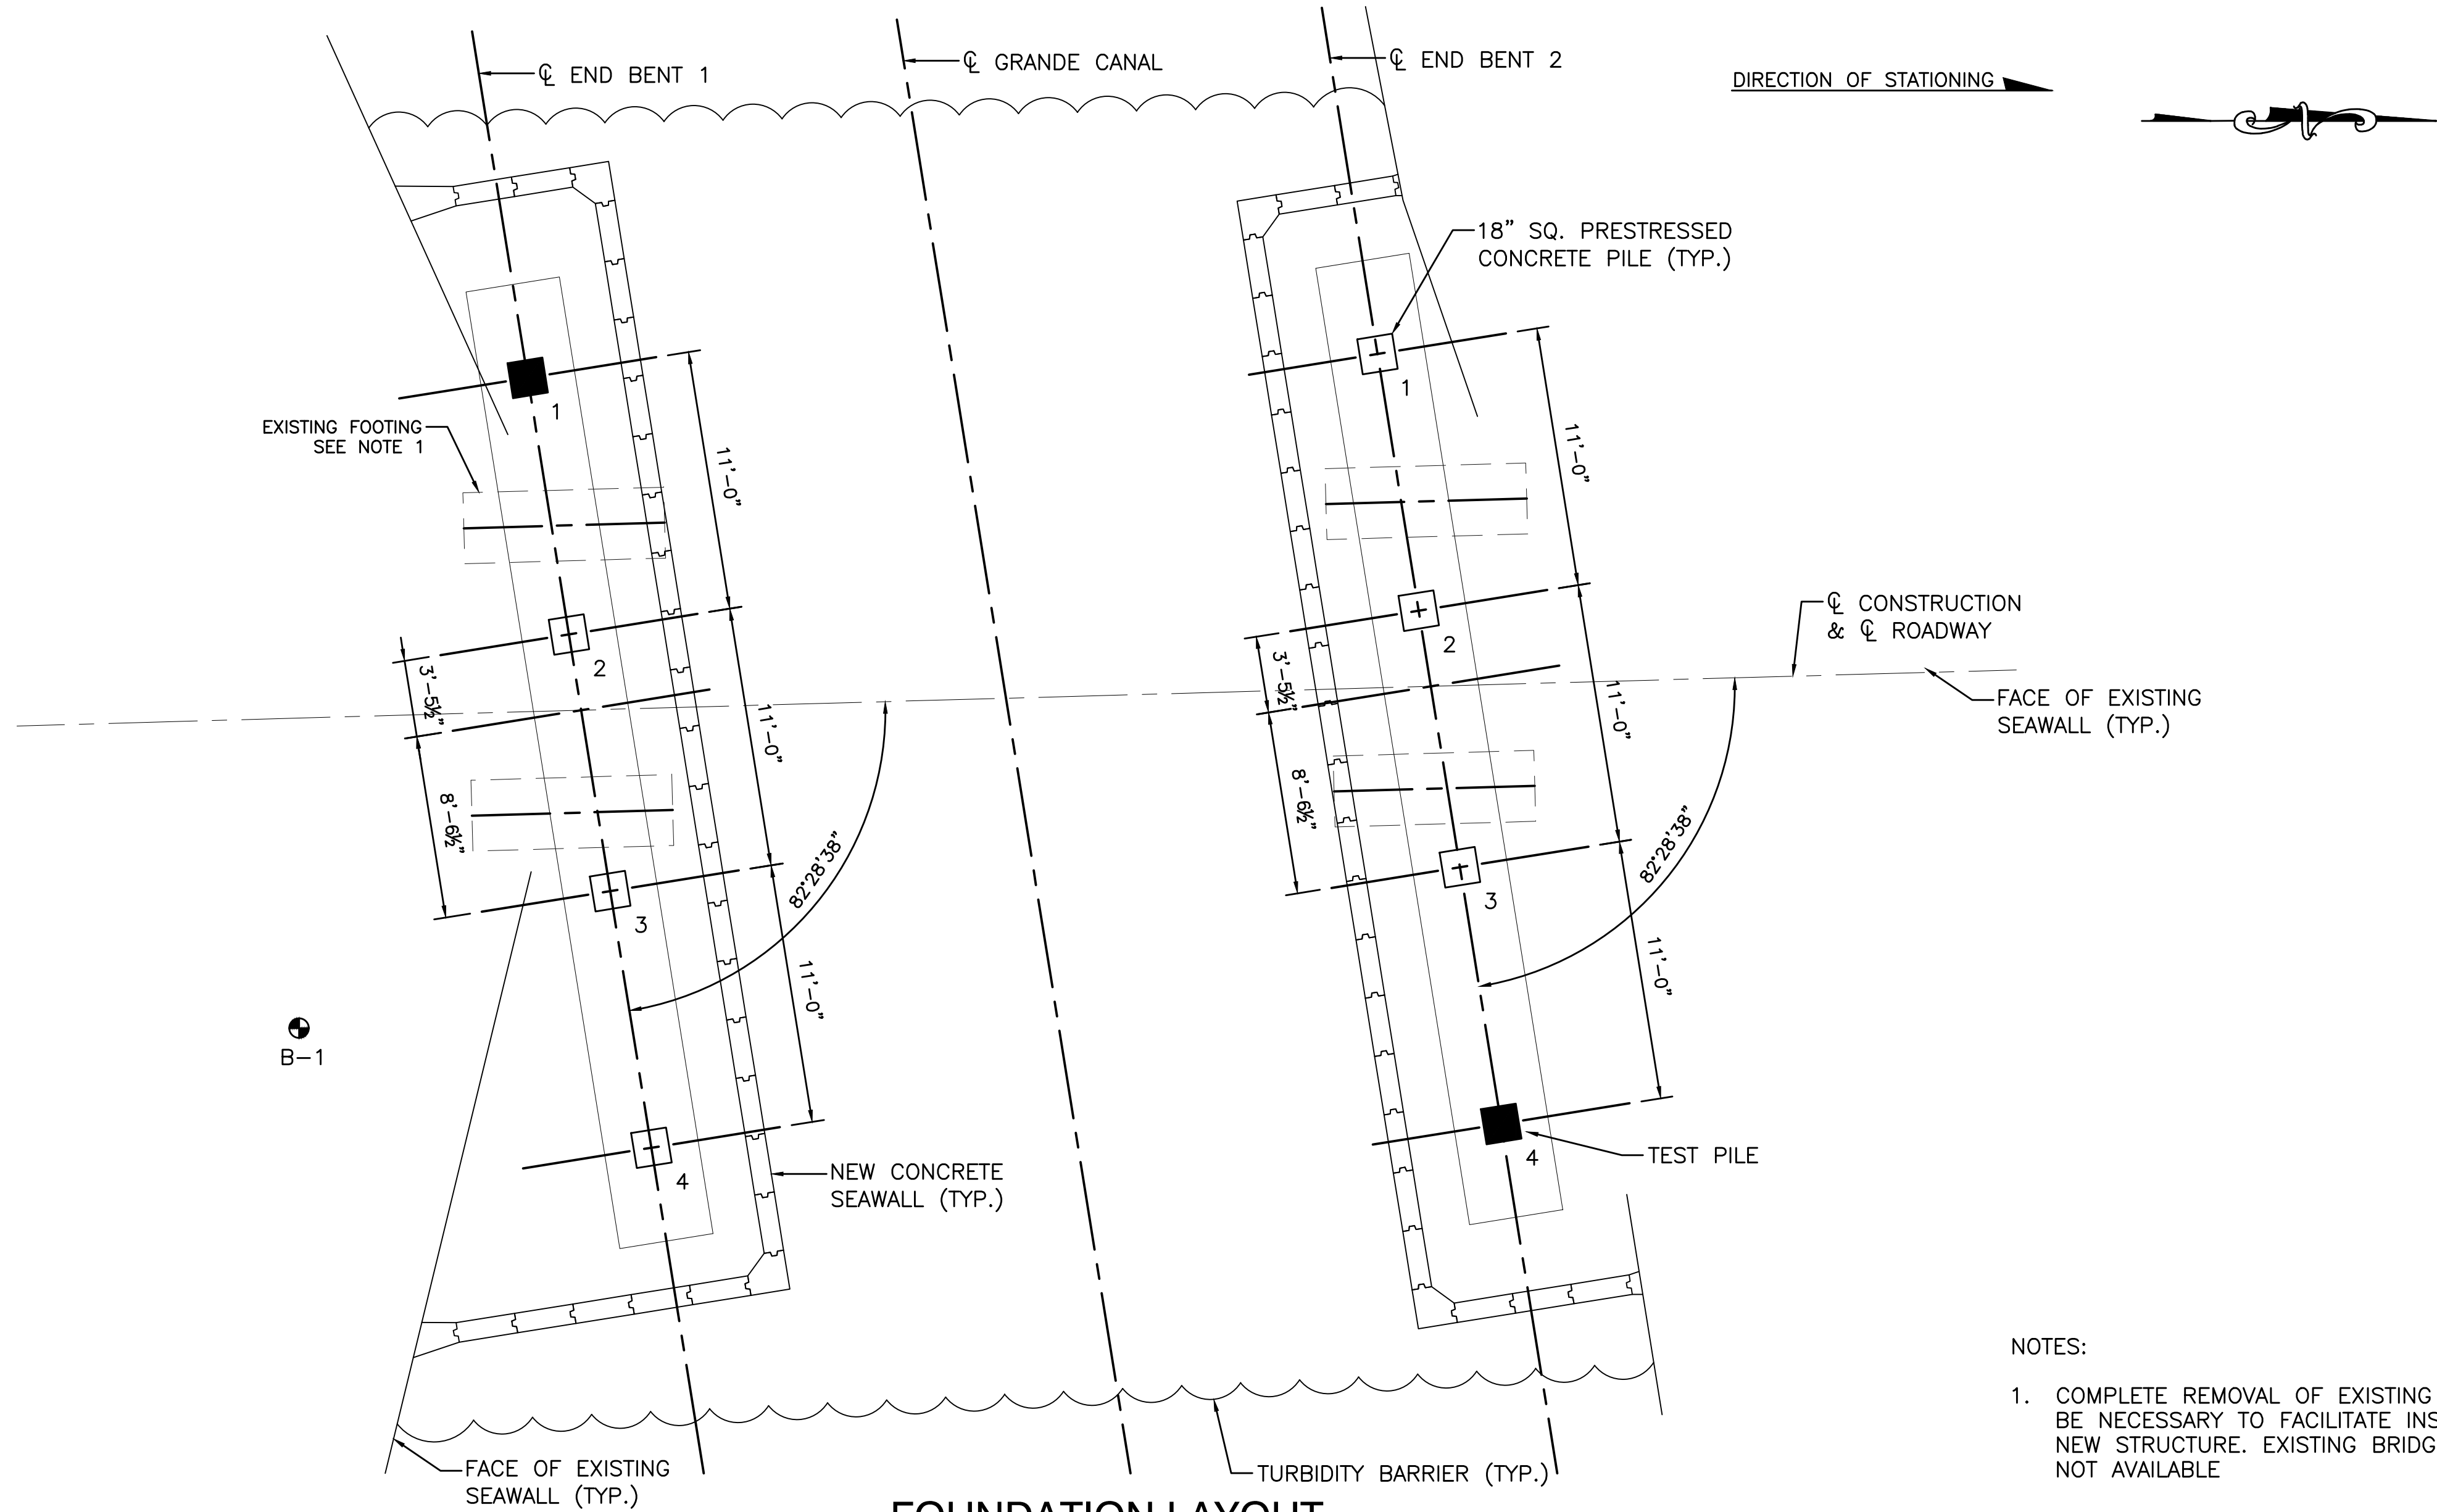 ℄ END BENT 1
℄ GRANDE CANAL
℄ END BENT 2
DIRECTION OF STATIONING
18” SQ. PRESTRESSED
CONCRETE PILE (TYP.)
1
1
EXISTING FOOTING
SEE NOTE 1
11’-0”
11’-0”
℄ CONSTRUCTION
& ℄ ROADWAY
2
2
3’-5½”
3’-5½”
11’-0”
11’-0”
FACE OF EXISTING
SEAWALL (TYP.)
8’-6½”
8’-6½”
82°28’38”
82°28’38”
3
3
11’-0”
11’-0”
B-1
4
4
TEST PILE
NEW CONCRETE
SEAWALL (TYP.)
NOTES:
1. COMPLETE REMOVAL OF EXISTING
BE NECESSARY TO FACILITATE INS
NEW STRUCTURE. EXISTING BRIDG
NOT AVAILABLE
FACE OF EXISTING
SEAWALL (TYP.)
TURBIDITY BARRIER (TYP.)
FOUNDATION LAYOUT